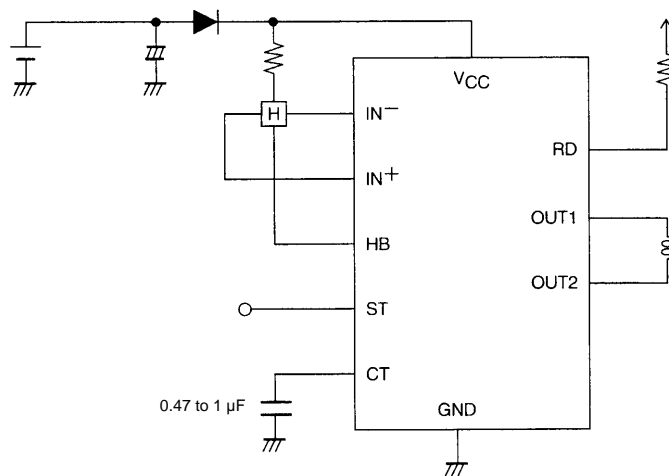 VCC
H
IN−
RD
IN+
OUT1
HB
OUT2
ST
CT
0.47 to 1 µF
GND